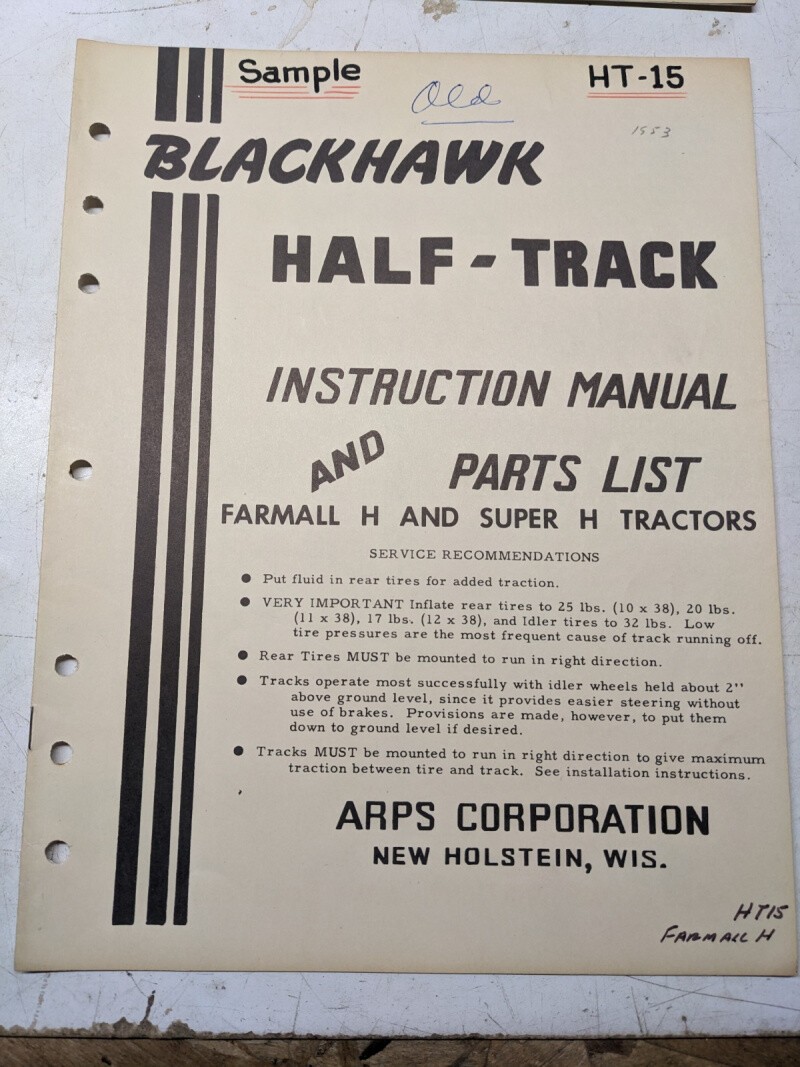 Sample
HT-15
Old
1553
BLACKHAWK
HALF-TRACK
INSTRUCTION MANUAL
AND PARTS LIST
FARMALL H AND SUPER H TRACTORS
SERVICE RECOMMENDATIONS
● Put fluid in rear tires for added traction.
● VERY IMPORTANT Inflate rear tires to 25 lbs. (10 x 38), 20 lbs.
(11 x 38), 17 lbs. (12 x 38), and Idler tires to 32 lbs. Low
tire pressures are the most frequent cause of track running off.
● Rear Tires MUST be mounted to run in right direction.
● Tracks operate most successfully with idler wheels held about 2"
above ground level, since it provides easier steering without
use of brakes. Provisions are made, however, to put them
down to ground level if desired.
● Tracks MUST be mounted to run in right direction to give maximum
traction between tire and track. See installation instructions.
ARPS CORPORATION
NEW HOLSTEIN, WIS.
HT15
FARMALL H